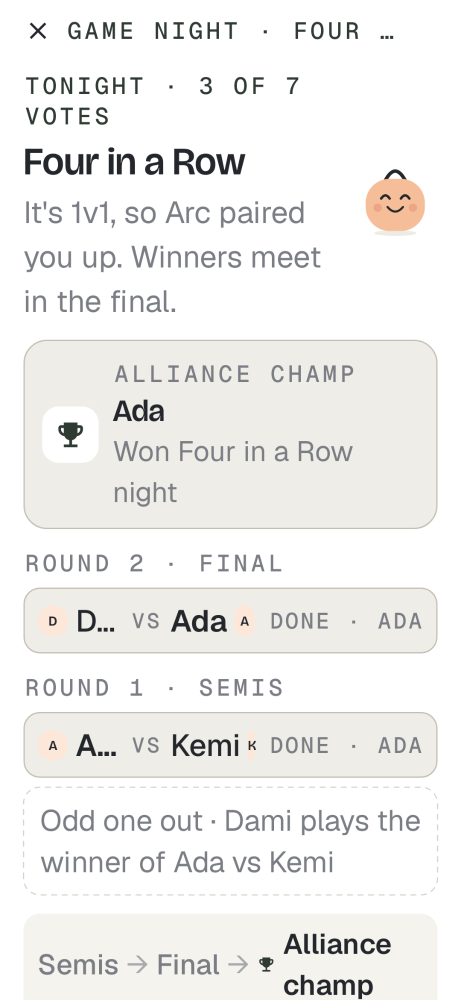 × GAME NIGHT · FOUR …
TONIGHT · 3 OF 7
VOTES
Four in a Row
It's 1v1, so Arc paired
you up. Winners meet
in the final.
ALLIANCE CHAMP
Ada
Won Four in a Row
night
ROUND 2 · FINAL
D D... VS Ada A DONE · ADA
ROUND 1 · SEMIS
A A... VS Kemi K DONE · ADA
Odd one out · Dami plays the
winner of Ada vs Kemi
Semis → Final → Alliance
champ